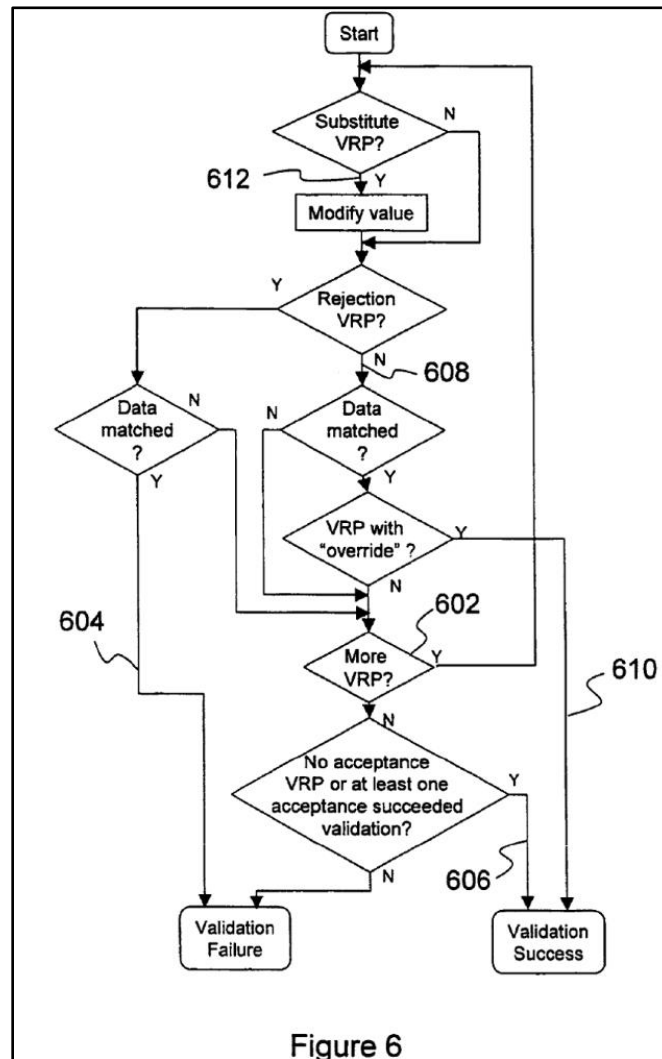 Start
Substitute
VRP?
N
612
Y
Modify value
Y
Rejection
VRP?
N
608
Data
matched
?
N
Y
N
Data
matched
?
Y
VRP with
"override" ?
Y
N
602
604
More
VRP?
Y
610
N
No acceptance
VRP or at least one
acceptance succeeded
validation?
Y
N
606
Validation
Failure
Validation
Success
Figure 6